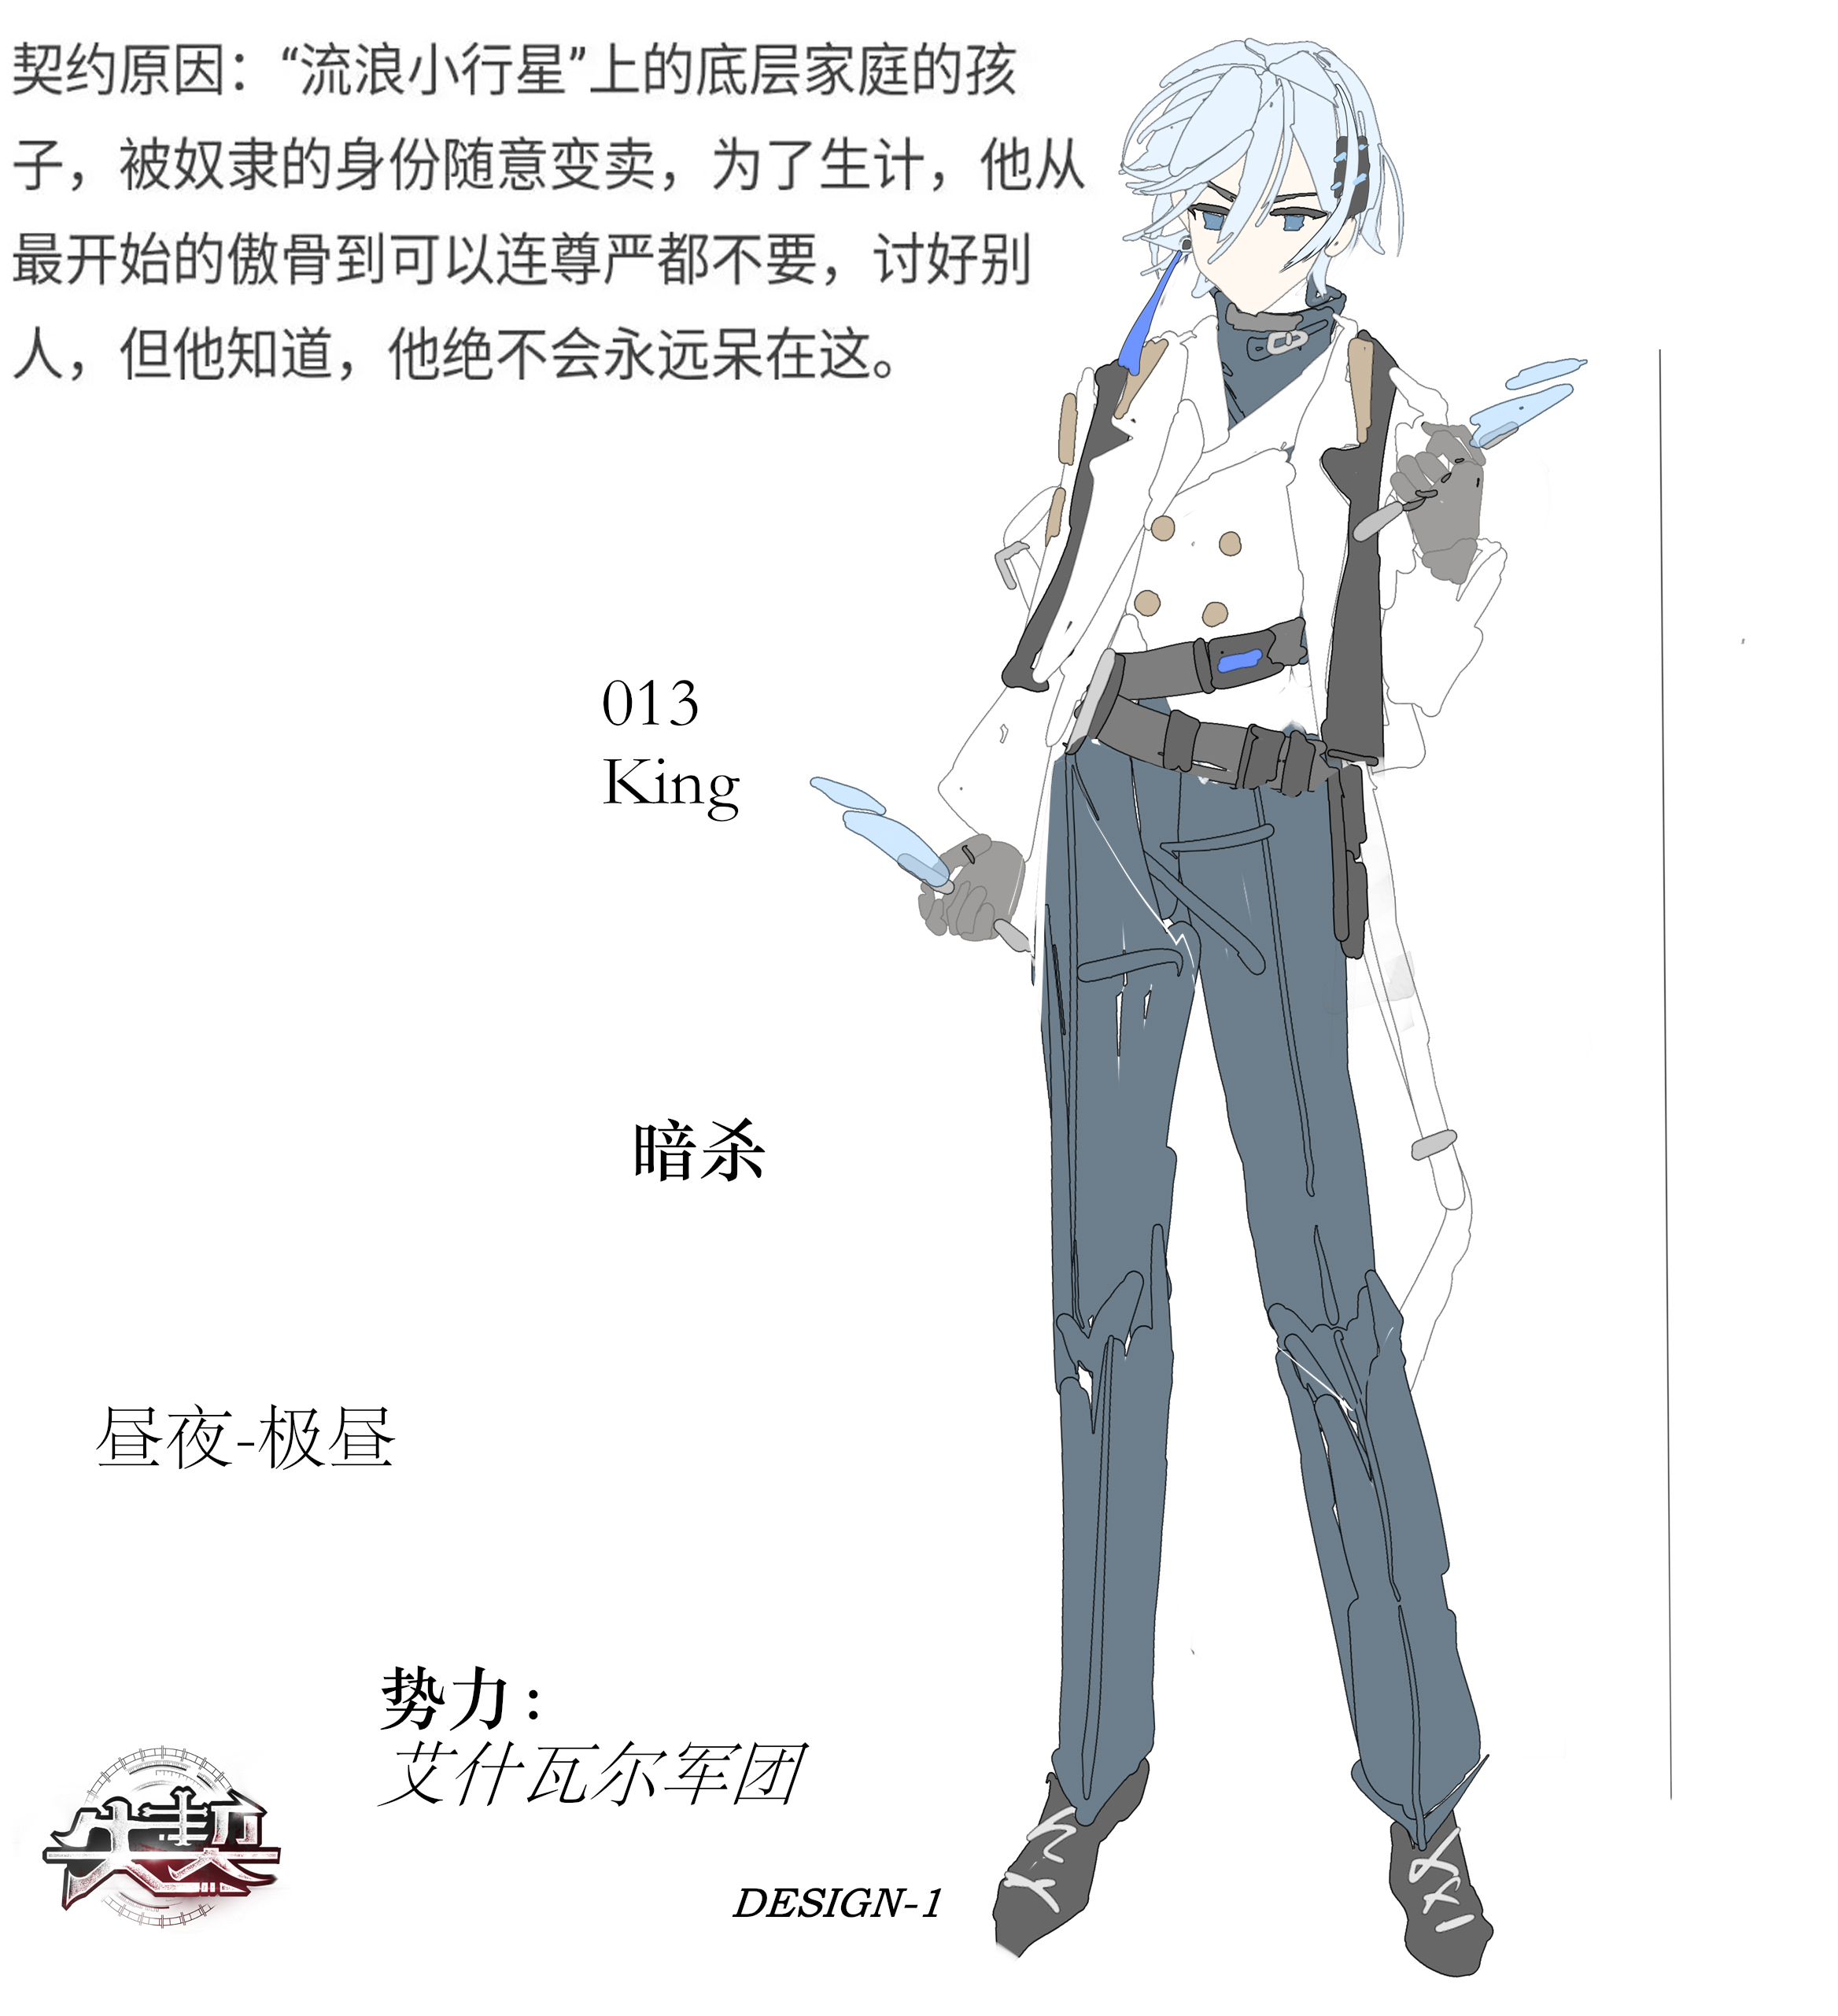 契约原因：“流浪小行星”上的底层家庭的孩
子，被奴隶的身份随意变卖，为了生计，他从
最开始的傲骨到可以连尊严都不要，讨好别
人，但他知道，他绝不会永远呆在这。
013
King
暗杀
昼夜-极昼
势力：
艾什瓦尔军团
失契
DESIGN-1